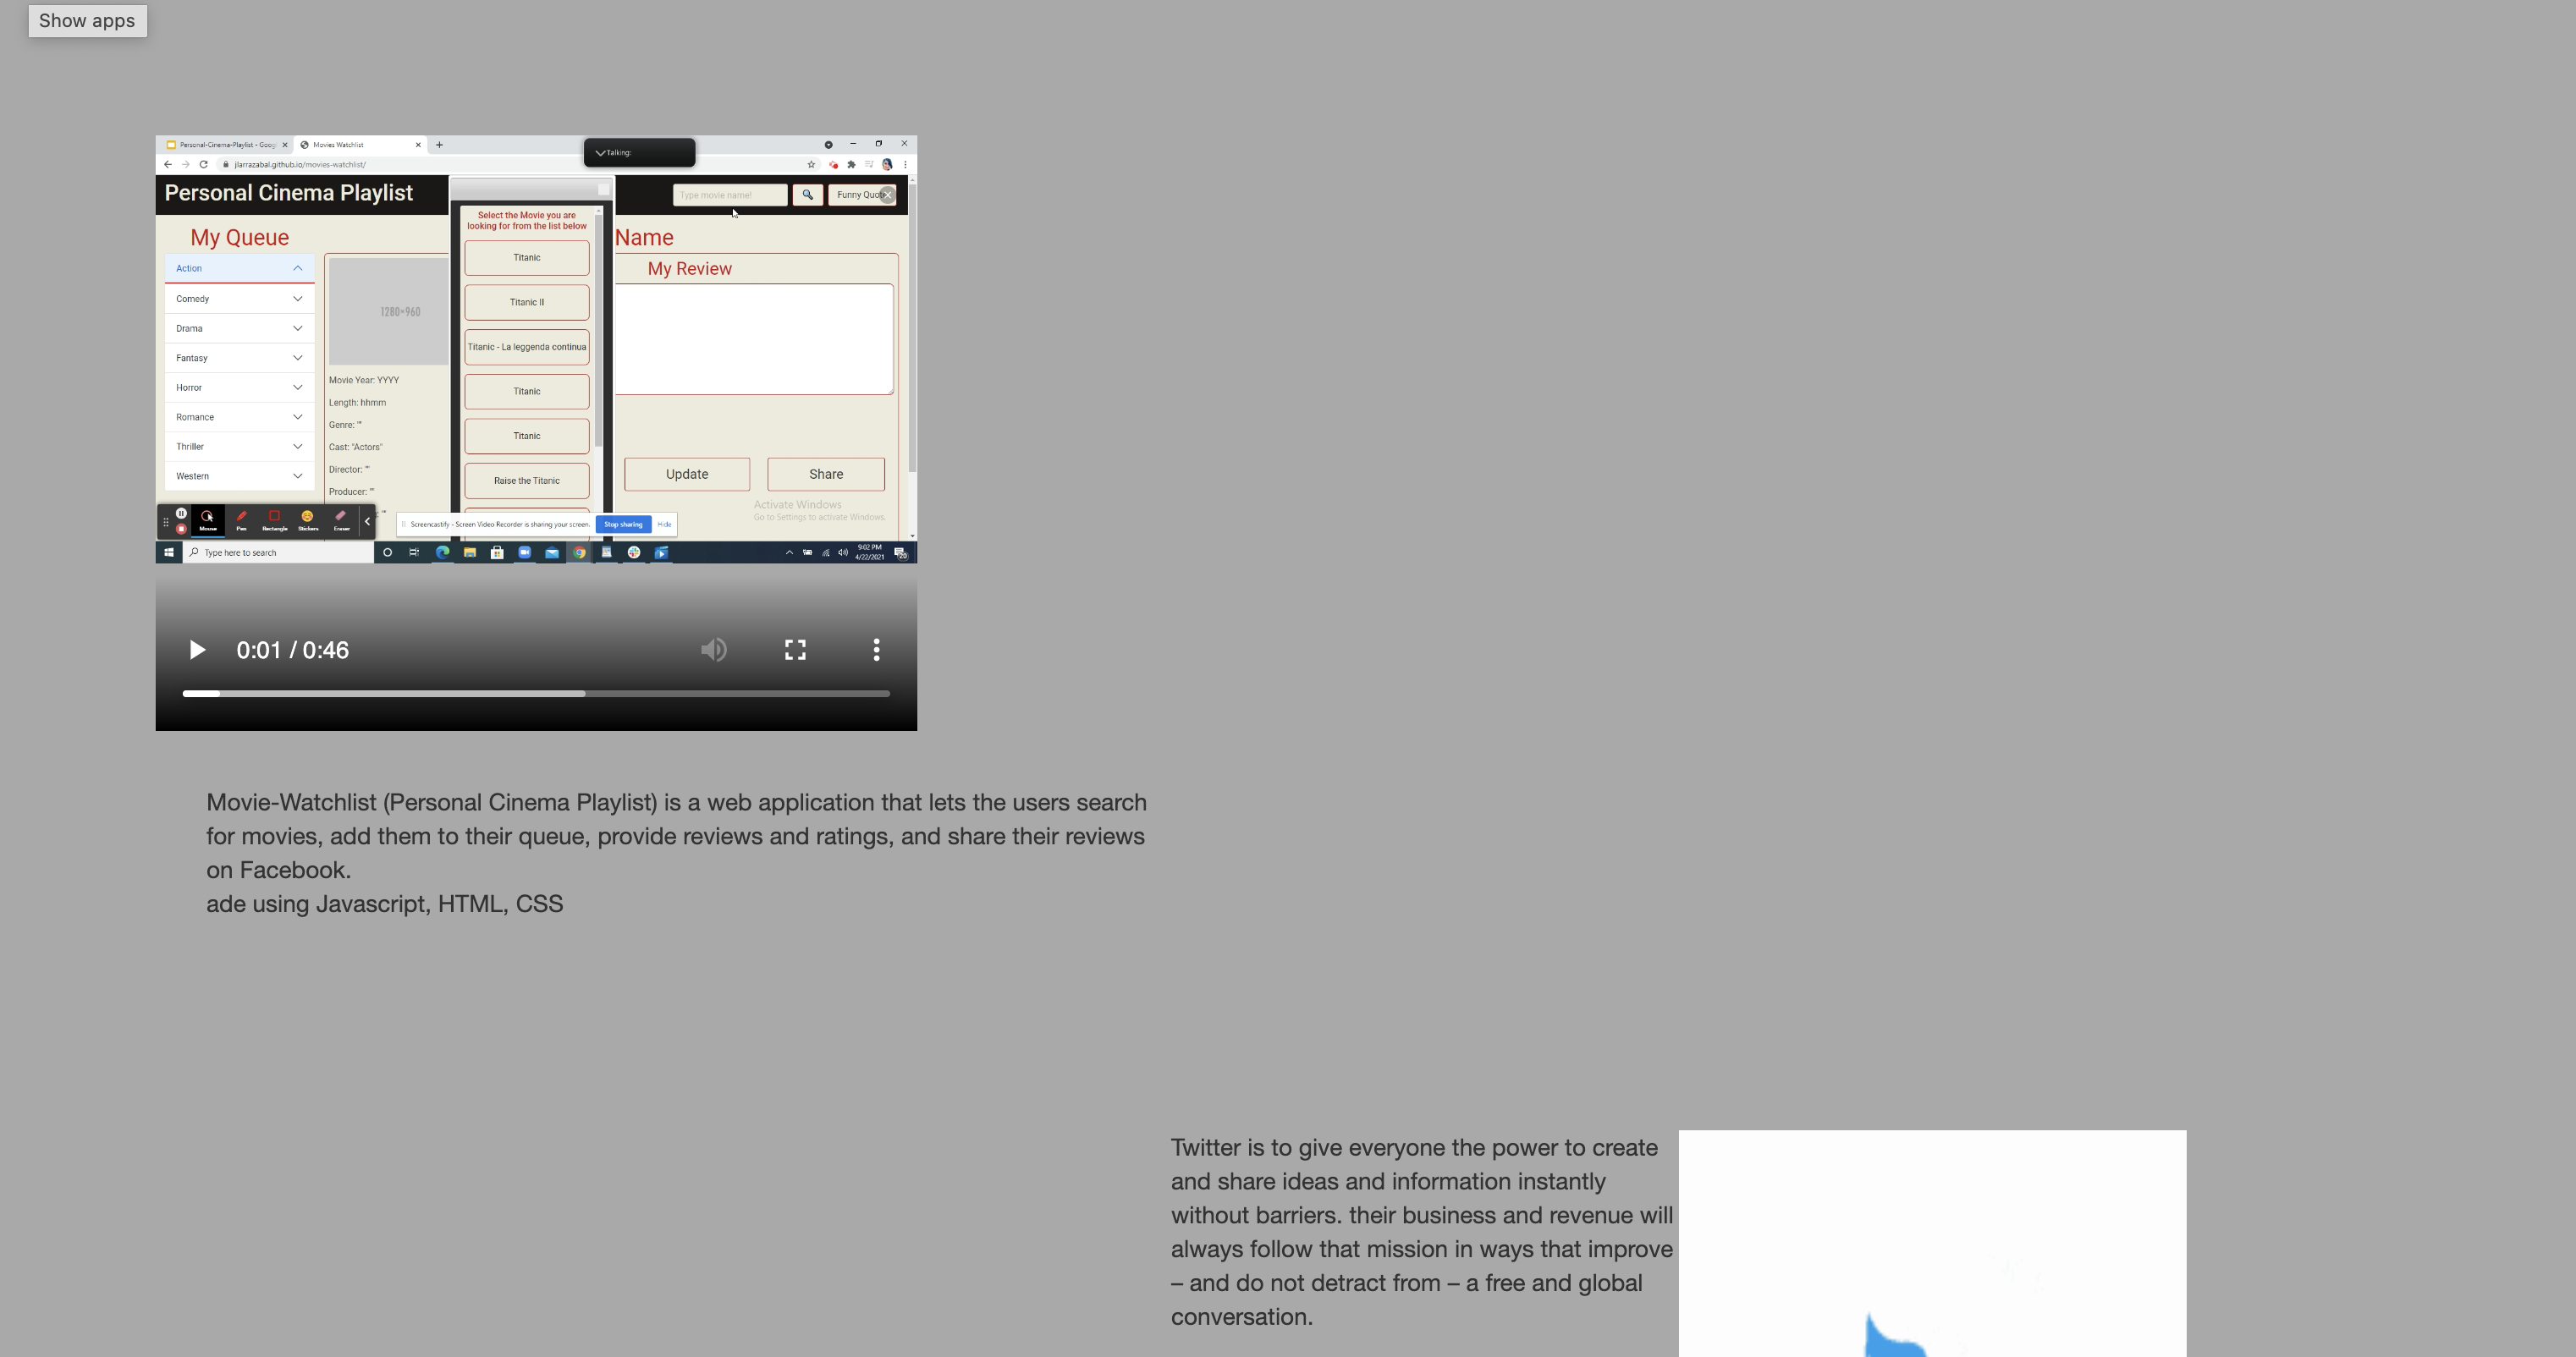 Show apps
Personal-Cinema-Playlist - Goog
Movies Watchlist
Talking:
jlarrazabal.github.io/movies-watchlist/
Personal Cinema Playlist
Type movie name!
Funny Quo
My Queue
Name
Action
Comedy
Drama
Fantasy
Horror
Romance
Thriller
Western
1280×960
Movie Year: YYYY
Length: hhmm
Genre: ""
Cast: "Actors"
Director: ""
Producer: ""
Select the Movie you are
looking for from the list below
Titanic
Titanic II
Titanic - La leggenda continua
Titanic
Titanic
Raise the Titanic
My Review
Update
Share
Activate Windows
Go to Settings to activate Windows.
Mouse
Pen
Rectangle
Stickers
Eraser
Screencastify - Screen Video Recorder is sharing your screen.
Stop sharing
Hide
Type here to search
9:02 PM
4/22/2021
20
0:01 / 0:46
Movie-Watchlist (Personal Cinema Playlist) is a web application that lets the users search
for movies, add them to their queue, provide reviews and ratings, and share their reviews
on Facebook.
ade using Javascript, HTML, CSS
Twitter is to give everyone the power to create
and share ideas and information instantly
without barriers. their business and revenue will
always follow that mission in ways that improve
– and do not detract from – a free and global
conversation.